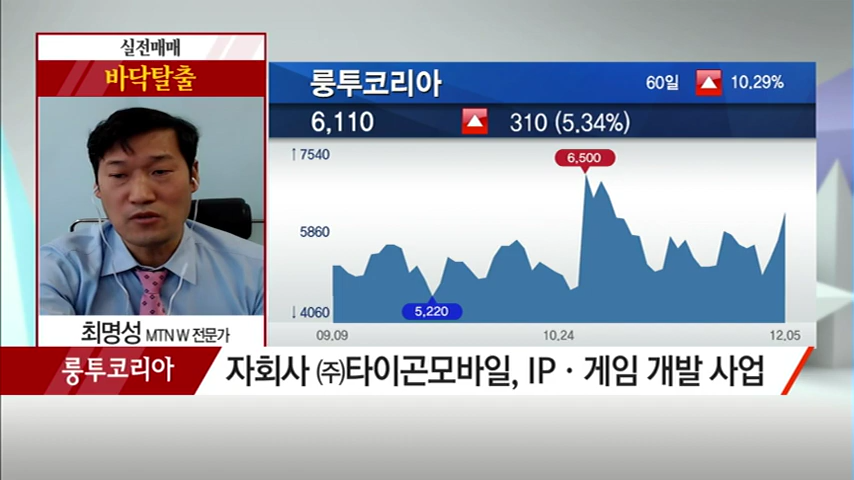 실전매매
바닥탈출
최명성 MTN W 전문가
룽투코리아 60일 ▲ 10.29%
6,110 ▲ 310 (5.34%)
↑7540
5860
↓4060
6,500
5,220
09.09 10.24 12.05
룽투코리아
자회사 ㈜타이곤모바일, IP · 게임 개발 사업